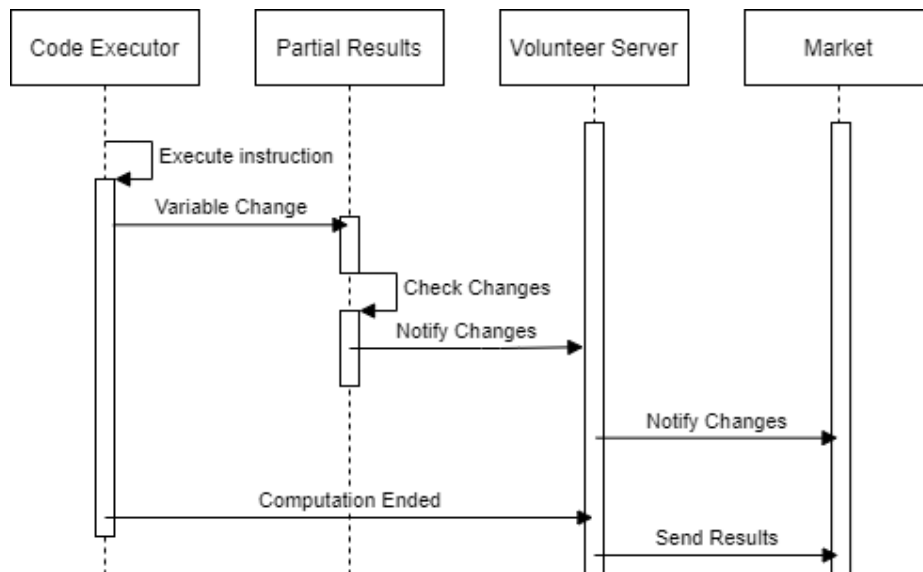 Code Executor
Partial Results
Volunteer Server
Market
Execute instruction
Variable Change
Check Changes
Notify Changes
Notify Changes
Computation Ended
Send Results